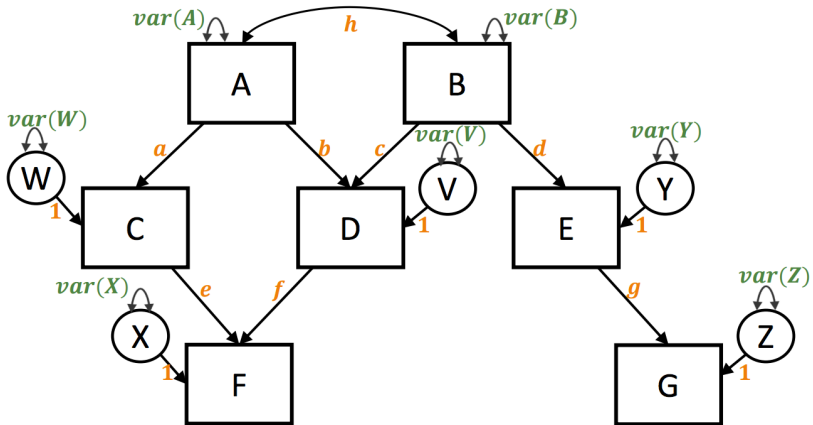 var(A)
h
var(B)
A
B
var(W)
a
b
c
var(V)
d
var(Y)
W
V
Y
1
C
D
1
E
1
var(X)
e
f
g
var(Z)
X
Z
1
F
G
1